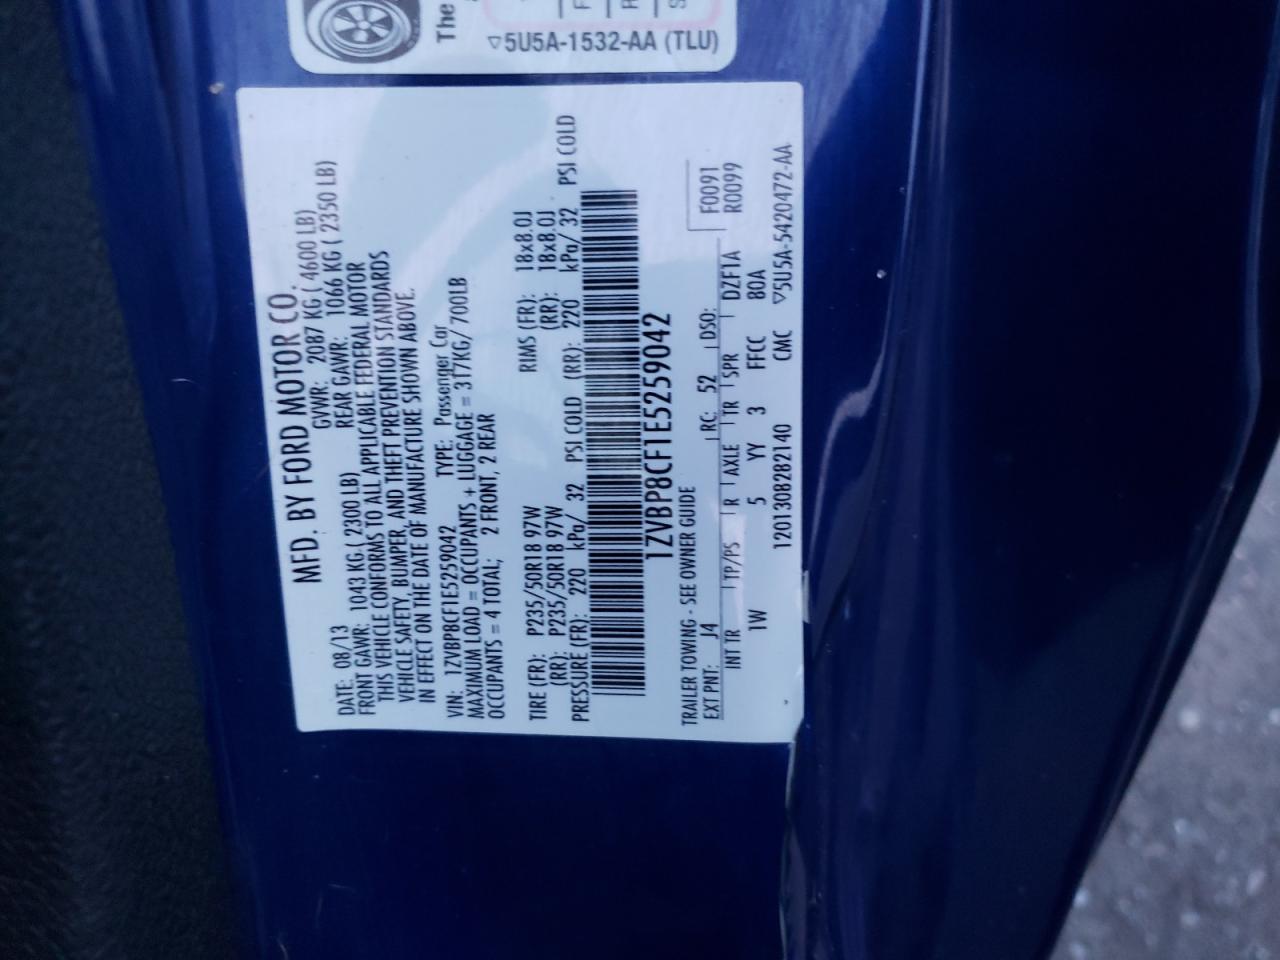 MFD. BY FORD MOTOR CO.
DATE: 08/13 GVWR: 2087 KG ( 4600 LB)
FRONT GAWR: 1043 KG ( 2300 LB) REAR GAWR: 1066 KG ( 2350 LB)
THIS VEHICLE CONFORMS TO ALL APPLICABLE FEDERAL MOTOR
VEHICLE SAFETY, BUMPER, AND THEFT PREVENTION STANDARDS
IN EFFECT ON THE DATE OF MANUFACTURE SHOWN ABOVE.
VIN: 1ZVBP8CF1E5259042 TYPE: Passenger Car
MAXIMUM LOAD = OCCUPANTS + LUGGAGE = 317KG/ 700LB
OCCUPANTS = 4 TOTAL; 2 FRONT, 2 REAR
TIRE (FR): P235/50R18 97W RIMS (FR): 18x8.0J
(RR): P235/50R18 97W (RR): 18x8.0J
PRESSURE (FR): 220 kPa/ 32 PSI COLD (RR): 220 kPa/ 32 PSI COLD
1ZVBP8CF1E5259042
TRAILER TOWING - SEE OWNER GUIDE
EXT PNT: J4 RC: 52 DSO: F0091
INT TR TP/PS R AXLE TR SPR DZF1A R0099
1W 5 YY 3 FFCC 80A
1201308282140 CMC ▽5U5A-5420472-AA
The
▽5U5A-1532-AA (TLU)